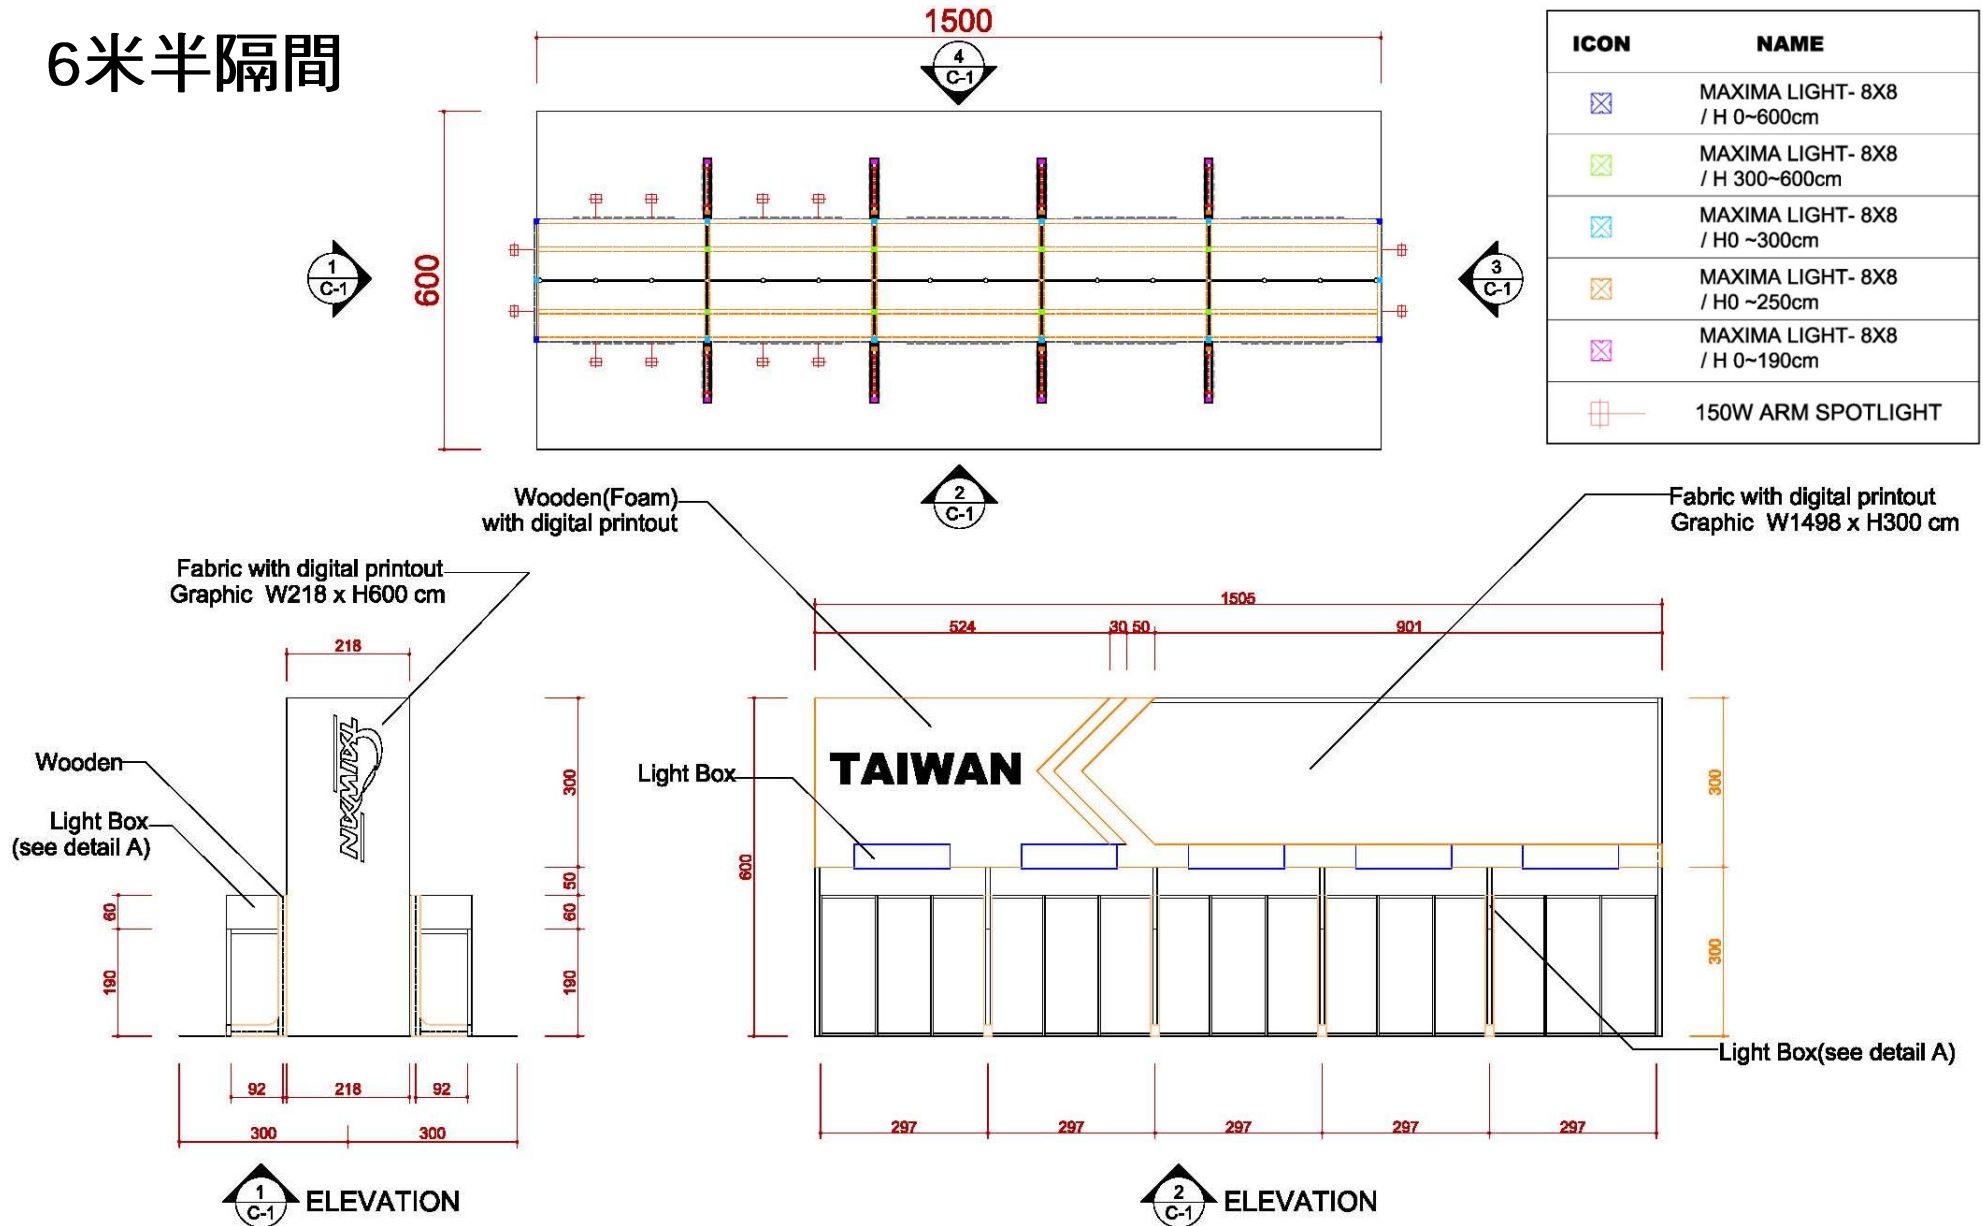 6米半隔間
1500
4
C-1
600
1
C-1
3
C-1
2
C-1
ICON NAME
MAXIMA LIGHT- 8X8
/ H 0~600cm
MAXIMA LIGHT- 8X8
/ H 300~600cm
MAXIMA LIGHT- 8X8
/ H0 ~300cm
MAXIMA LIGHT- 8X8
/ H0 ~250cm
MAXIMA LIGHT- 8X8
/ H 0~190cm
150W ARM SPOTLIGHT
Wooden(Foam)
with digital printout
Fabric with digital printout
Graphic W1498 x H300 cm
Fabric with digital printout
Graphic W218 x H600 cm
218
Wooden
Light Box
(see detail A)
TAIWAN
60
190
300
50
60
190
92
218
92
300
300
1
C-1
ELEVATION
1505
524
30
50
901
Light Box
TAIWAN
600
300
300
Light Box(see detail A)
297
297
297
297
297
2
C-1
ELEVATION